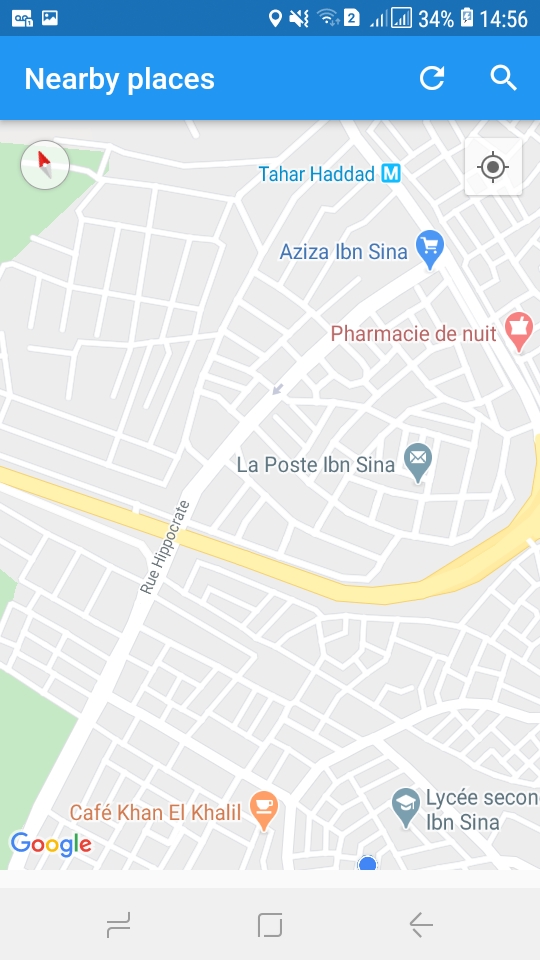 2 34% 14:56
Nearby places
Tahar Haddad M
Aziza Ibn Sina
Pharmacie de nuit
La Poste Ibn Sina
Rue Hippocrate
Café Khan El Khalil
Lycée secon
Ibn Sina
Google